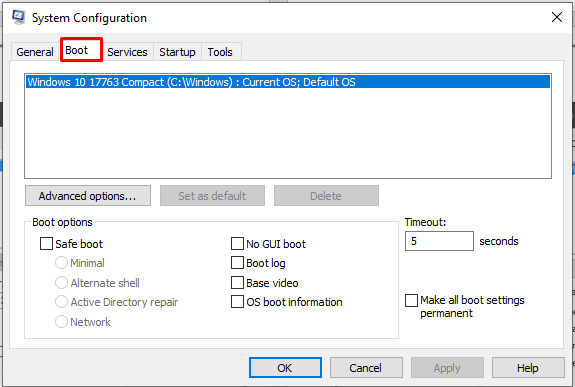 System Configuration
General Boot Services Startup Tools
Windows 10 17763 Compact (C:\Windows) : Current OS; Default OS
Advanced options... Set as default Delete
Boot options
Timeout:
Safe boot No GUI boot 5 seconds
Minimal Boot log
Alternate shell Base video
Active Directory repair OS boot information Make all boot settings
permanent
Network
OK Cancel Apply Help